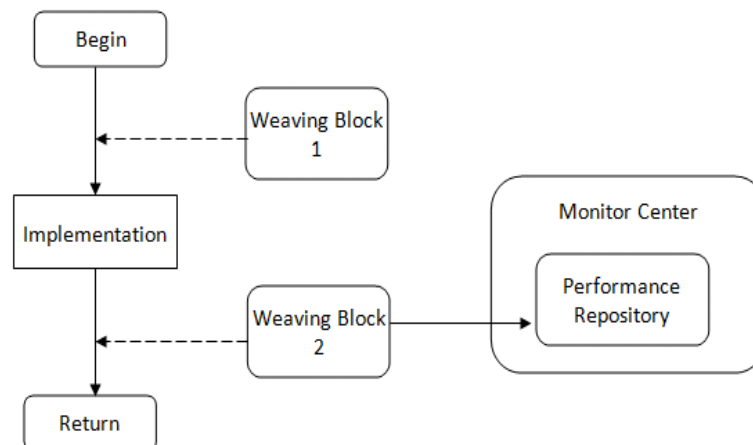 Begin
Weaving Block
1
Implementation
Monitor Center
Performance
Repository
Weaving Block
2
Return